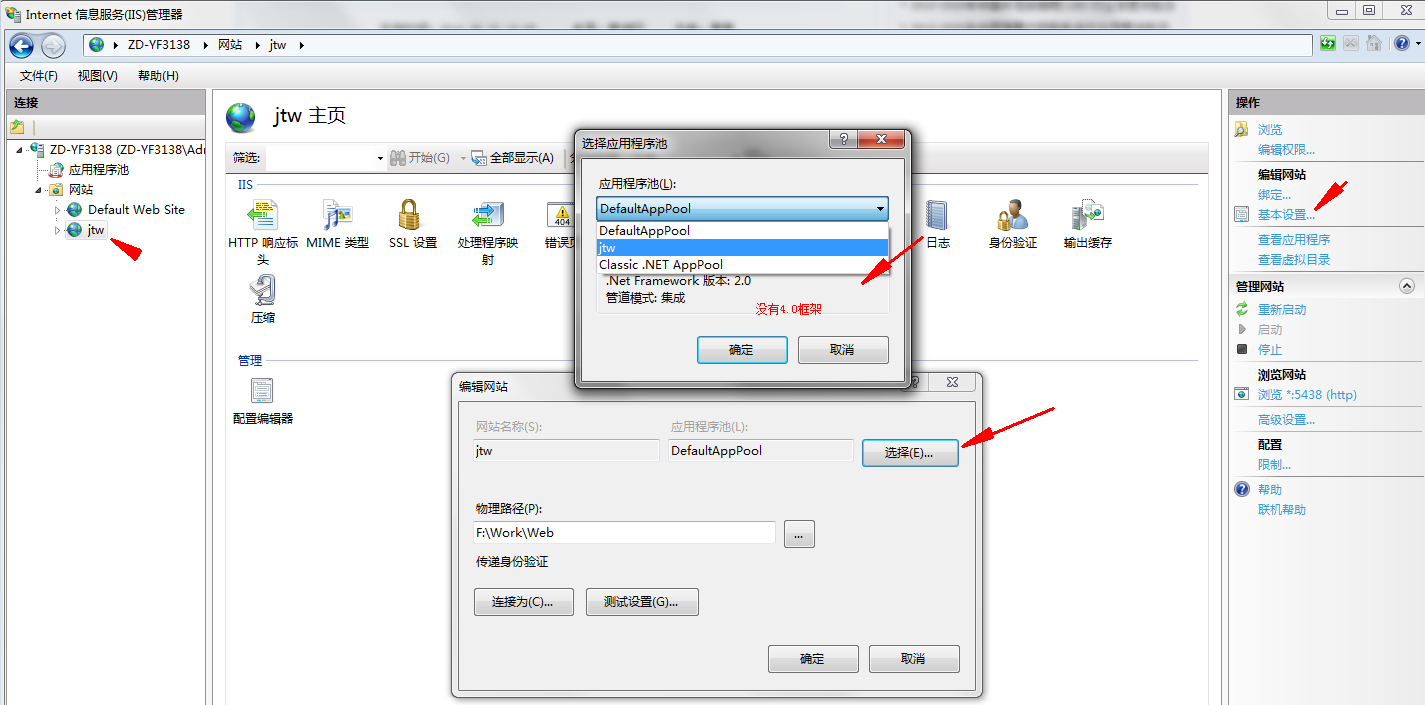 Internet 信息服务(IIS)管理器
ZD-YF3138 网站 jtw
文件(F) 视图(V) 帮助(H)
连接
ZD-YF3138 (ZD-YF3138\Adr
应用程序池
网站
Default Web Site
jtw
jtw 主页
筛选: 开始(G) 全部显示(A)
IIS
HTTP 响应标头
MIME 类型
SSL 设置
处理程序映射
404
错误页
日志
身份验证
输出缓存
压缩
管理
配置编辑器
选择应用程序池
应用程序池(L):
DefaultAppPool
DefaultAppPool
jtw
Classic .NET AppPool
.Net Framework 版本: 2.0
管道模式: 集成
没有4.0框架
确定 取消
编辑网站
网站名称(S): 应用程序池(L):
jtw DefaultAppPool 选择(E)...
物理路径(P):
F:\Work\Web ...
传递身份验证
连接为(C)... 测试设置(G)...
确定 取消
操作
浏览
编辑权限...
编辑网站
绑定...
基本设置...
查看应用程序
查看虚拟目录
管理网站
重新启动
启动
停止
浏览网站
浏览 *:5438 (http)
高级设置...
配置
限制...
帮助
联机帮助